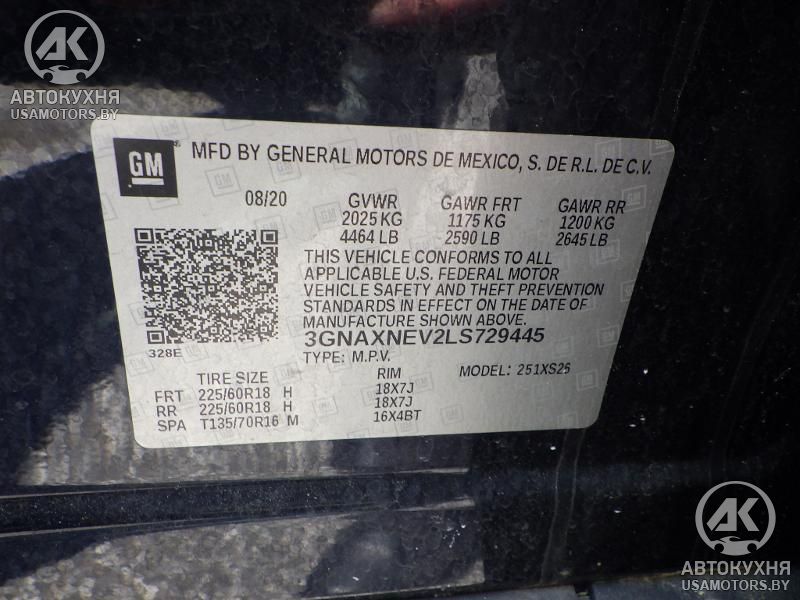 АК
АВТОКУХНЯ
USAMOTORS.BY
GM ® MFD BY GENERAL MOTORS DE MEXICO, S. DE R.L. DE C.V.
08/20 GVWR GAWR FRT GAWR RR
2025 KG 1175 KG 1200 KG
4464 LB 2590 LB 2645 LB
THIS VEHICLE CONFORMS TO ALL
APPLICABLE U.S. FEDERAL MOTOR
VEHICLE SAFETY AND THEFT PREVENTION
STANDARDS IN EFFECT ON THE DATE OF
MANUFACTURE SHOWN ABOVE.
328E 3GNAXNEV2LS729445
TYPE: M.P.V. MODEL: 251XS26
TIRE SIZE RIM
FRT 225/60R18 H 18X7J
RR 225/60R18 H 18X7J
SPA T135/70R16 M 16X4BT
АК
АВТОКУХНЯ
USAMOTORS.BY